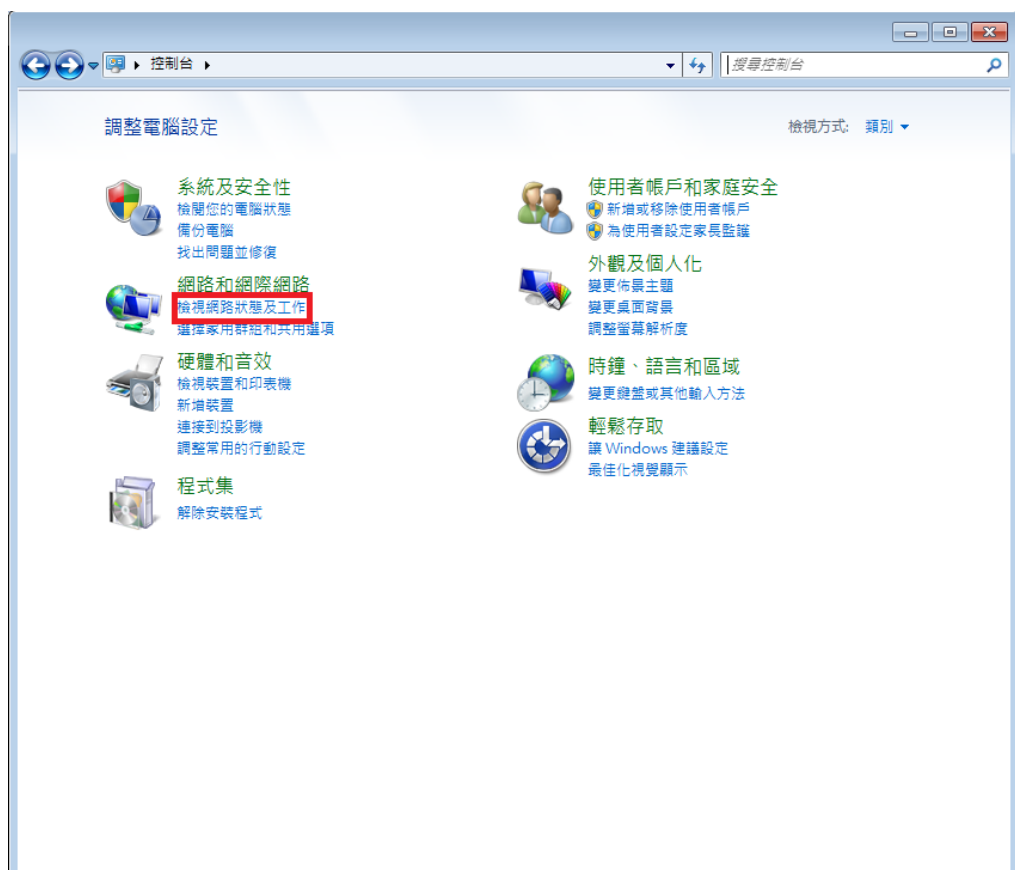 控制台
搜尋控制台
調整電腦設定
檢視方式: 類別
系統及安全性
檢閱您的電腦狀態
備份電腦
找出問題並修復
網路和網際網路
檢視網路狀態及工作
選擇家用群組和共用選項
硬體和音效
檢視裝置和印表機
新增裝置
連接到投影機
調整常用的行動設定
程式集
解除安裝程式
使用者帳戶和家庭安全
新增或移除使用者帳戶
為使用者設定家長監護
外觀及個人化
變更佈景主題
變更桌面背景
調整螢幕解析度
時鐘、語言和區域
變更鍵盤或其他輸入方法
輕鬆存取
讓 Windows 建議設定
最佳化視覺顯示